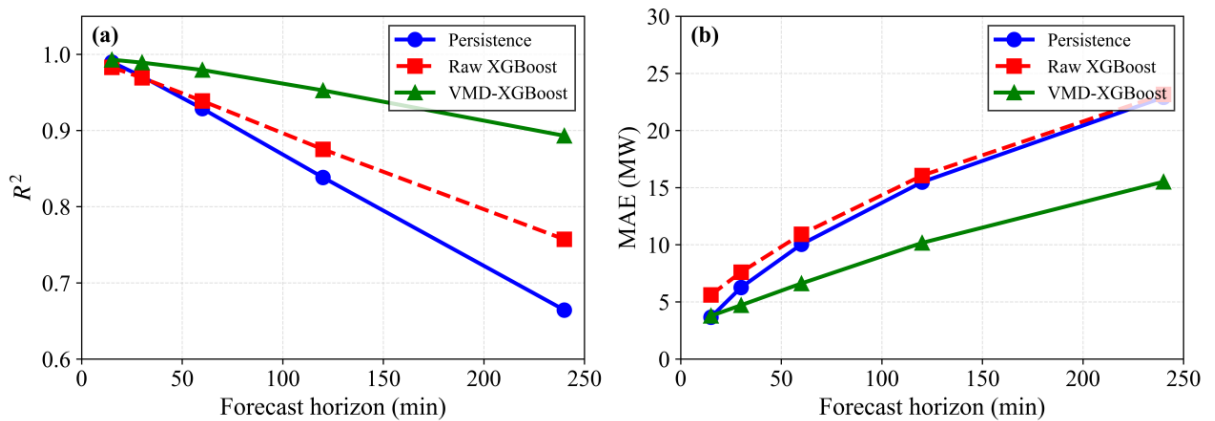 (a)
Persistence
Raw XGBoost
VMD-XGBoost
1.0
0.9
0.8
0.7
0.6
R²
0
50
100
150
200
250
Forecast horizon (min)
(b)
Persistence
Raw XGBoost
VMD-XGBoost
30
25
20
15
10
5
0
MAE (MW)
0
50
100
150
200
250
Forecast horizon (min)